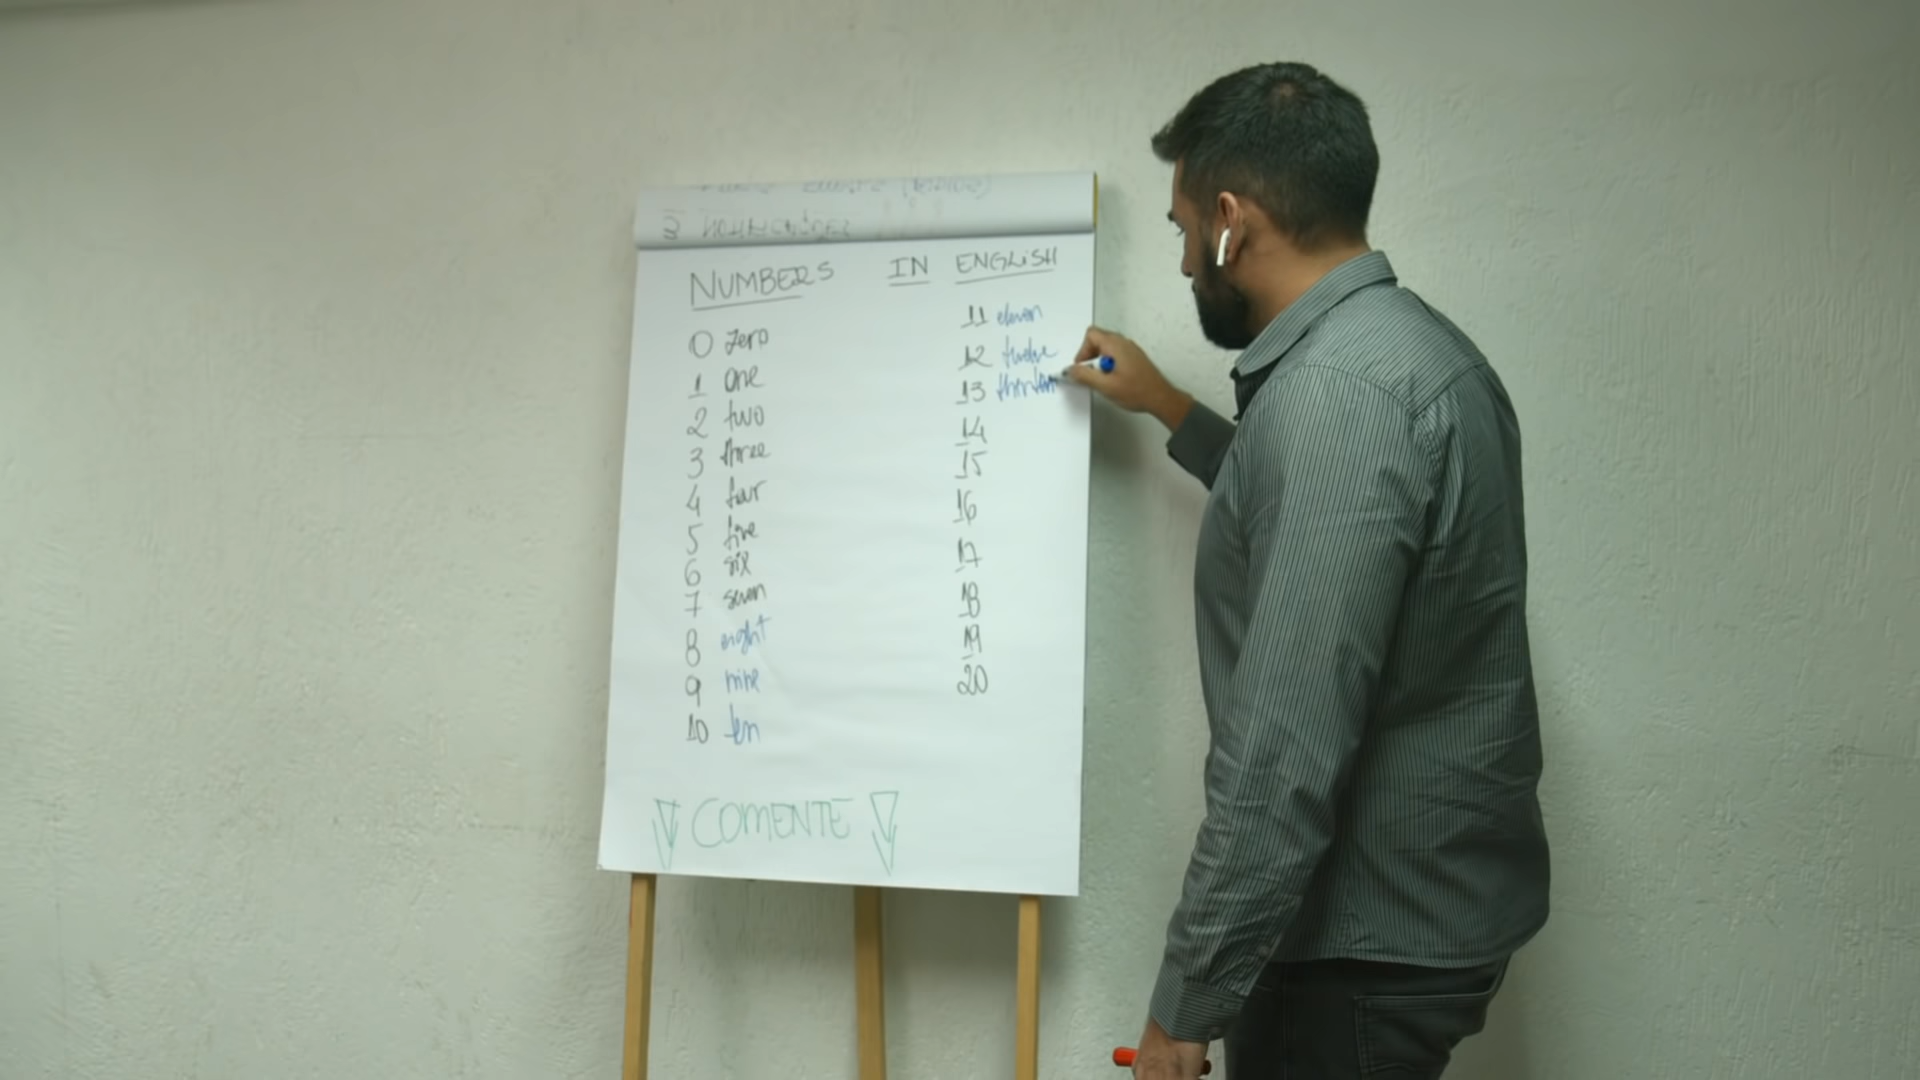 NUMBERS IN ENGLISH
0 zero
1 one
2 two
3 three
4 four
5 five
6 six
7 seven
8 eight
9 nine
10 ten
11 eleven
12 twelve
13 thirteen
14
15
16
17
18
19
20
COMENTE